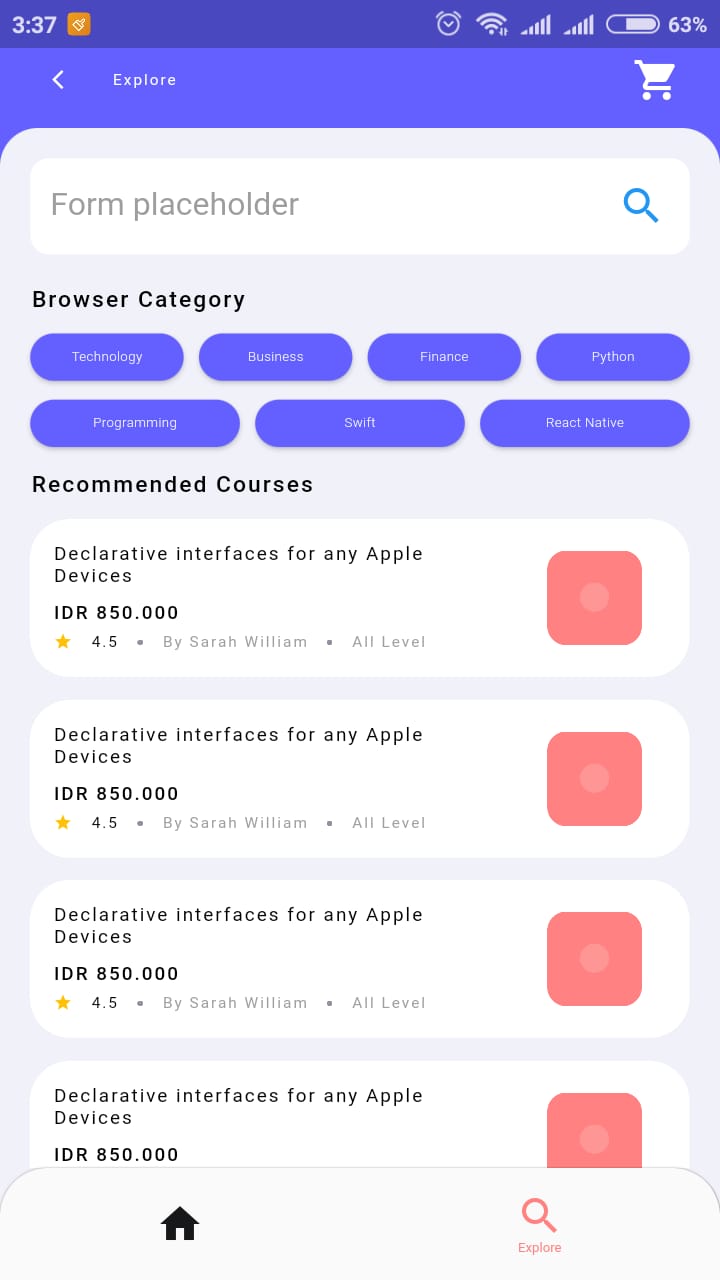 3:37 63%
Explore
Form placeholder
Browser Category
Technology Business Finance Python
Programming Swift React Native
Recommended Courses
Declarative interfaces for any Apple
Devices
IDR 850.000
4.5 By Sarah William All Level
Declarative interfaces for any Apple
Devices
IDR 850.000
4.5 By Sarah William All Level
Declarative interfaces for any Apple
Devices
IDR 850.000
4.5 By Sarah William All Level
Declarative interfaces for any Apple
Devices
IDR 850.000
Explore